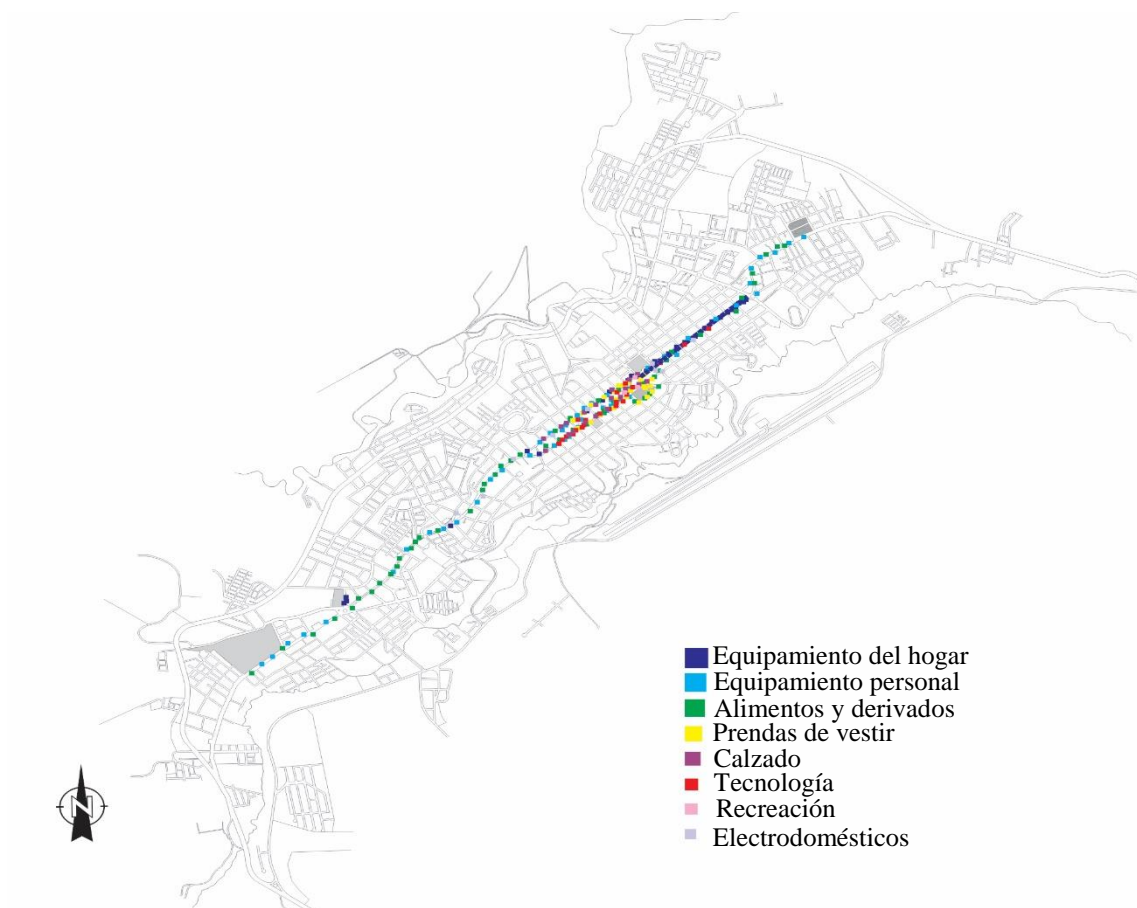 Equipamiento del hogar
Equipamiento personal
Alimentos y derivados
Prendas de vestir
Calzado
Tecnología
Recreación
Electrodomésticos
N